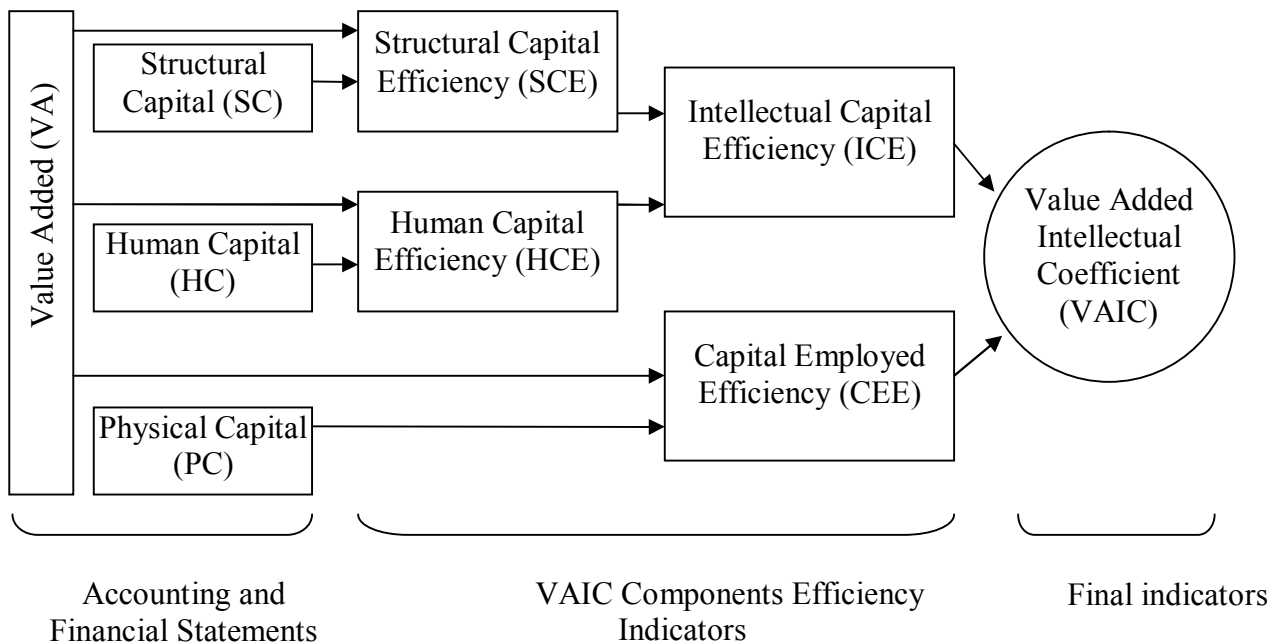 Value Added (VA)
Structural
Capital (SC)
Structural Capital
Efficiency (SCE)
Intellectual Capital
Efficiency (ICE)
Human Capital
(HC)
Human Capital
Efficiency (HCE)
Value Added
Intellectual
Coefficient
(VAIC)
Physical Capital
(PC)
Capital Employed
Efficiency (CEE)
Accounting and
Financial Statements
VAIC Components Efficiency
Indicators
Final indicators